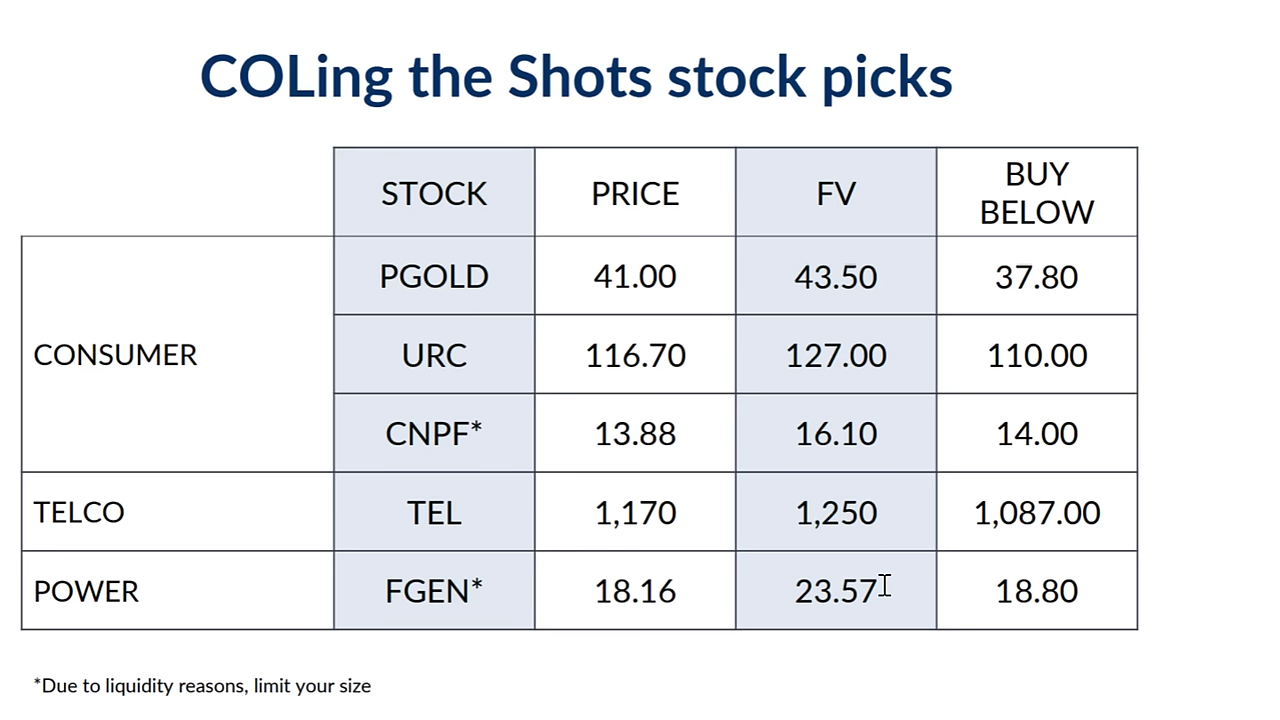 COLing the Shots stock picks
STOCK PRICE FV BUY BELOW
CONSUMER PGOLD 41.00 43.50 37.80
URC 116.70 127.00 110.00
CNPF* 13.88 16.10 14.00
TELCO TEL 1,170 1,250 1,087.00
POWER FGEN* 18.16 23.57 18.80
*Due to liquidity reasons, limit your size